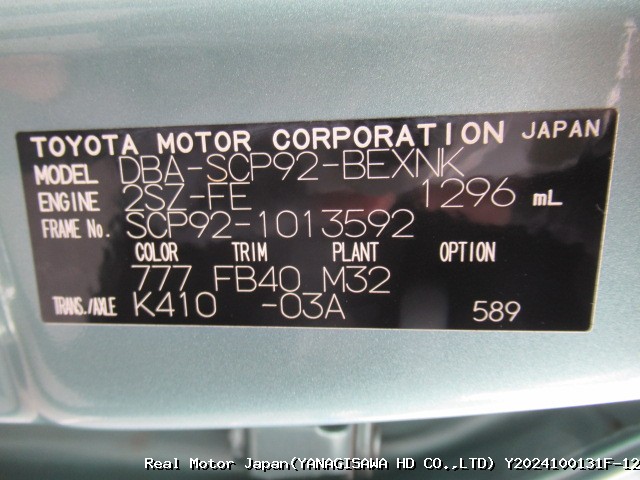 TOYOTA MOTOR CORPORATION JAPAN
MODEL DBA-SCP92-BEXNK
ENGINE 2SZ-FE 1296 mL
FRAME No. SCP92-1013592
COLOR TRIM PLANT OPTION
777 FB40 M32
TRANS./AXLE K410 -03A 589
Real Motor Japan(YANAGISAWA HD CO.,LTD) Y2024100131F-12